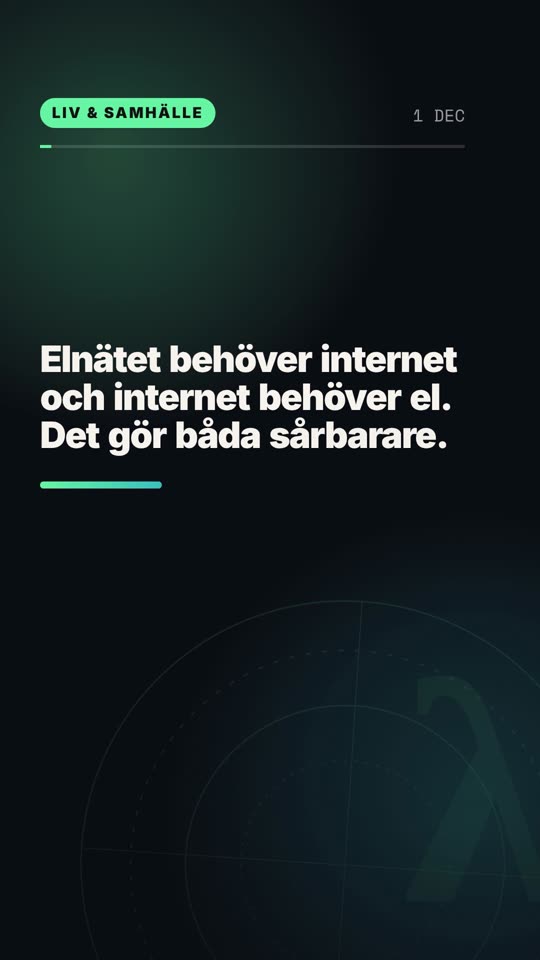 LIV & SAMHÄLLE
1 DEC
Elnätet behöver internet
och internet behöver el.
Det gör båda sårbarare.
λ